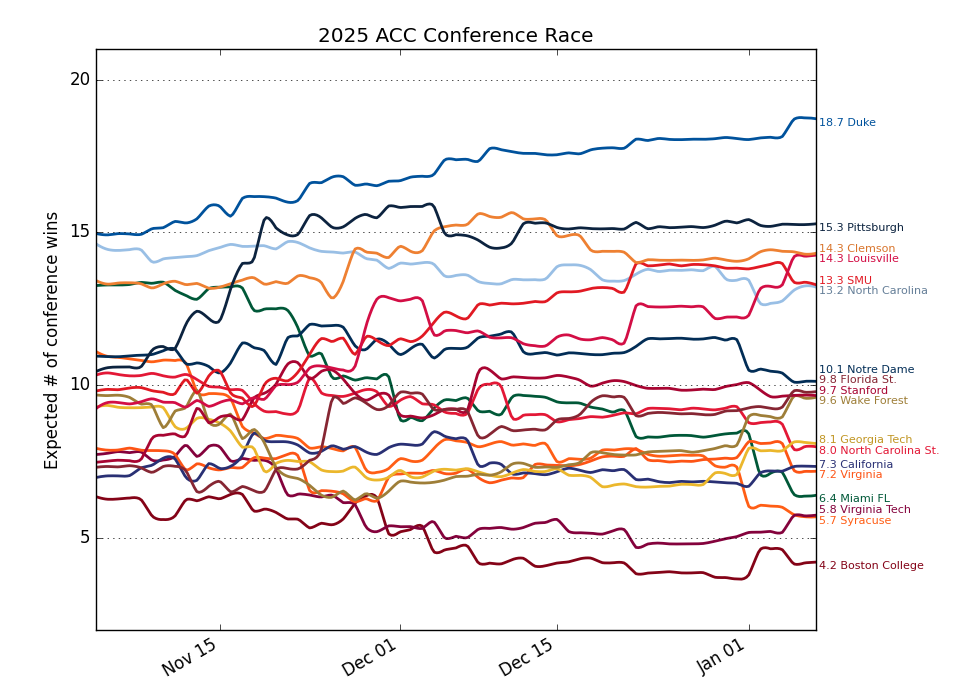 2025 ACC Conference Race
Expected # of conference wins
20
15
10
5
Nov 15
Dec 01
Dec 15
Jan 01
18.7 Duke
15.3 Pittsburgh
14.3 Clemson
14.3 Louisville
13.3 SMU
13.2 North Carolina
10.1 Notre Dame
9.8 Florida St.
9.7 Stanford
9.6 Wake Forest
8.1 Georgia Tech
8.0 North Carolina St.
7.3 California
7.2 Virginia
6.4 Miami FL
5.8 Virginia Tech
5.7 Syracuse
4.2 Boston College